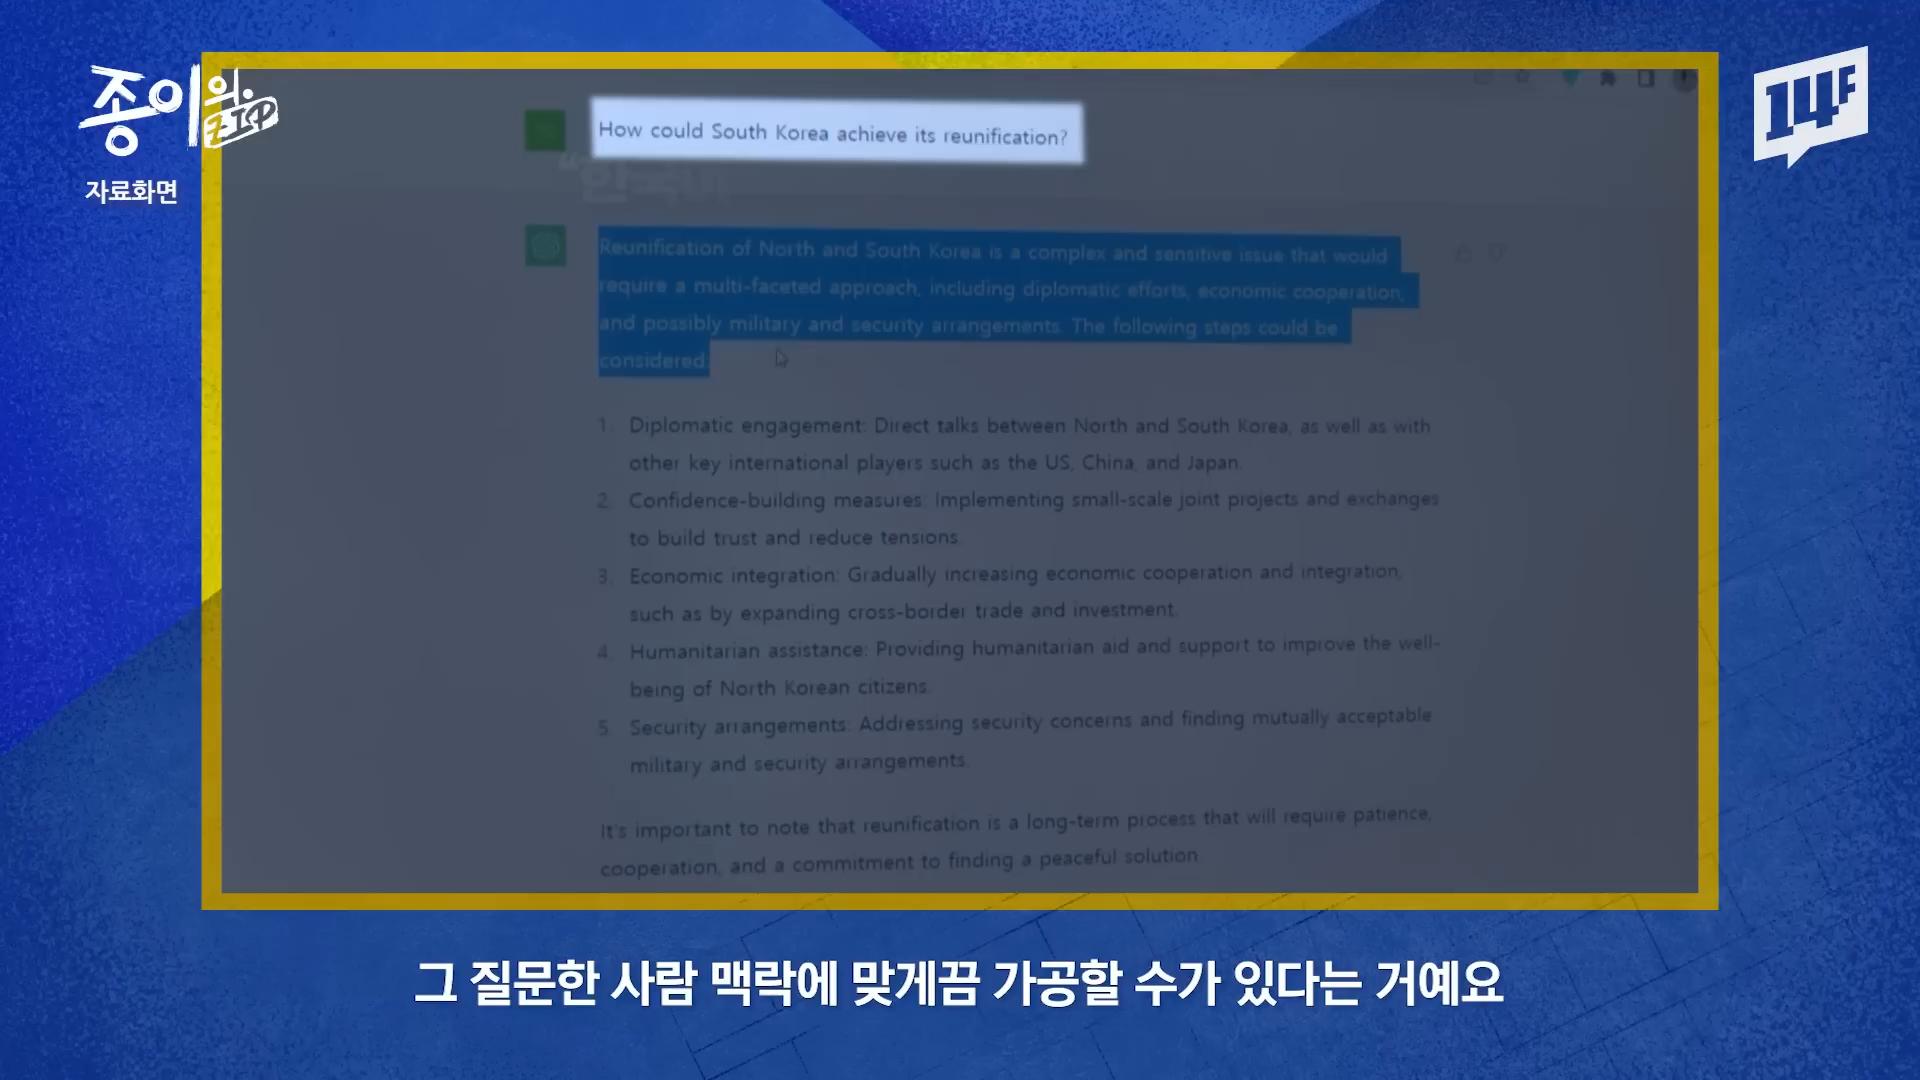 종이의.
ZIP
자료화면
14F
How could South Korea achieve its reunification?
"한국이
Reunification of North and South Korea is a complex and sensitive issue that would
require a multi-faceted approach, including diplomatic efforts, economic cooperation,
and possibly military and security arrangements. The following steps could be
considered:
1. Diplomatic engagement: Direct talks between North and South Korea, as well as with
other key international players such as the US, China, and Japan.
2. Confidence-building measures: Implementing small-scale joint projects and exchanges
to build trust and reduce tensions.
3. Economic integration: Gradually increasing economic cooperation and integration,
such as by expanding cross-border trade and investment.
4. Humanitarian assistance: Providing humanitarian aid and support to improve the well-
being of North Korean citizens.
5. Security arrangements: Addressing security concerns and finding mutually acceptable
military and security arrangements.
It's important to note that reunification is a long-term process that will require patience,
cooperation, and a commitment to finding a peaceful solution.
그 질문한 사람 맥락에 맞게끔 가공할 수가 있다는 거예요